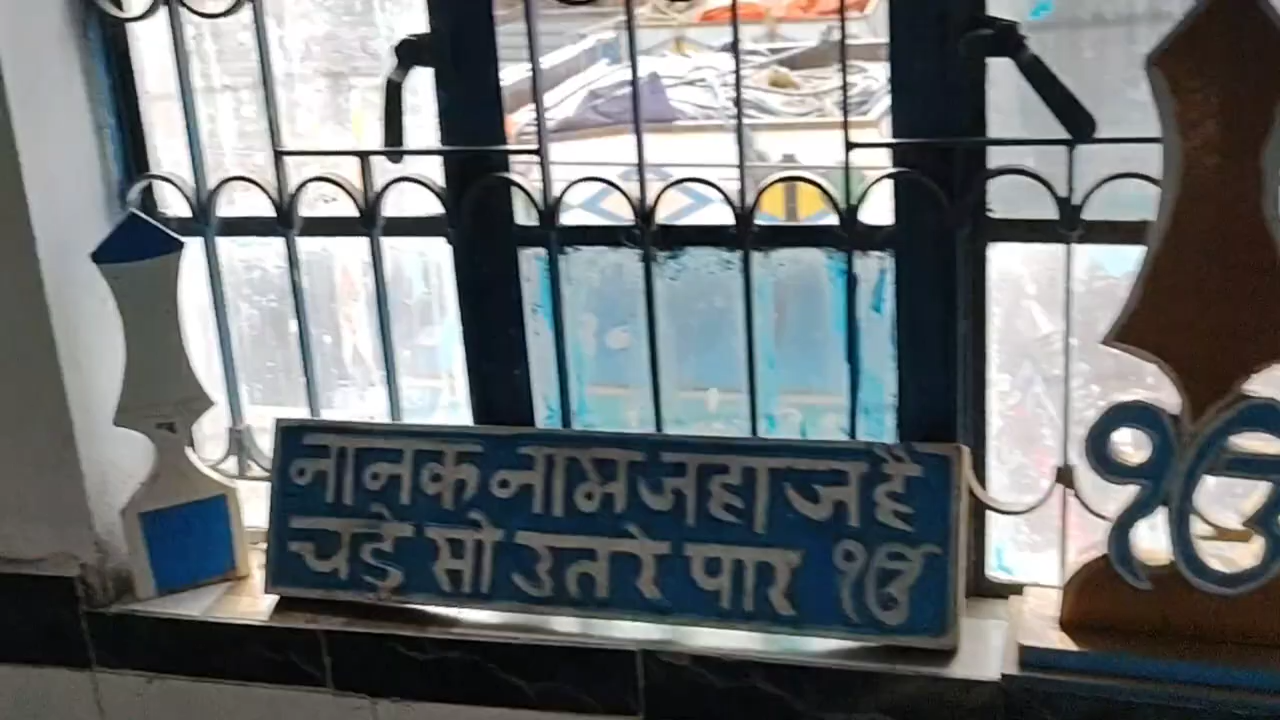 नानक नाम जहाज है
चड़े सो उतरे पार ੴ
ੴ